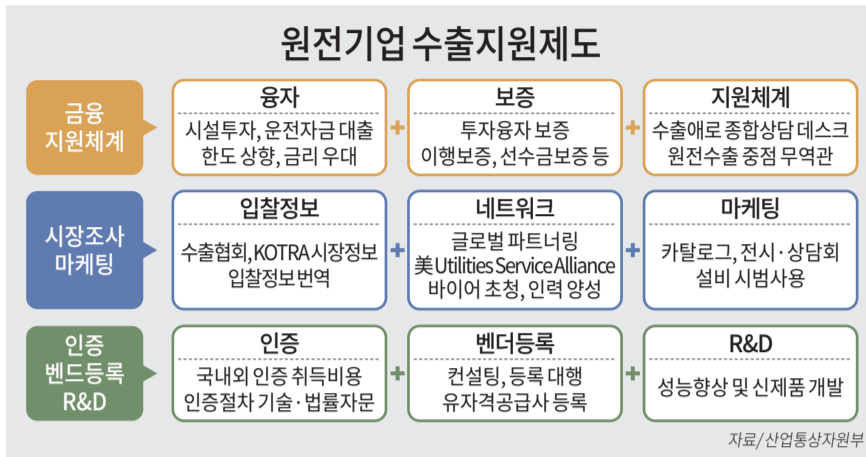 원전기업 수출지원제도
금융
지원체계
융자
시설투자, 운전자금 대출
한도 상향, 금리 우대
+
보증
투자융자 보증
이행보증, 선수금보증 등
+
지원체계
수출애로 종합상담 데스크
원전수출 중점 무역관
시장조사
마케팅
입찰정보
수출협회, KOTRA 시장정보
입찰정보 번역
+
네트워크
글로벌 파트너링
美 Utilities Service Alliance
바이어 초청, 인력 양성
+
마케팅
카탈로그, 전시·상담회
설비 시범사용
인증
벤드등록
R&D
인증
국내외 인증 취득비용
인증절차 기술·법률자문
+
벤더등록
컨설팅, 등록 대행
유자격공급사 등록
+
R&D
성능향상 및 신제품 개발
자료/산업통상자원부